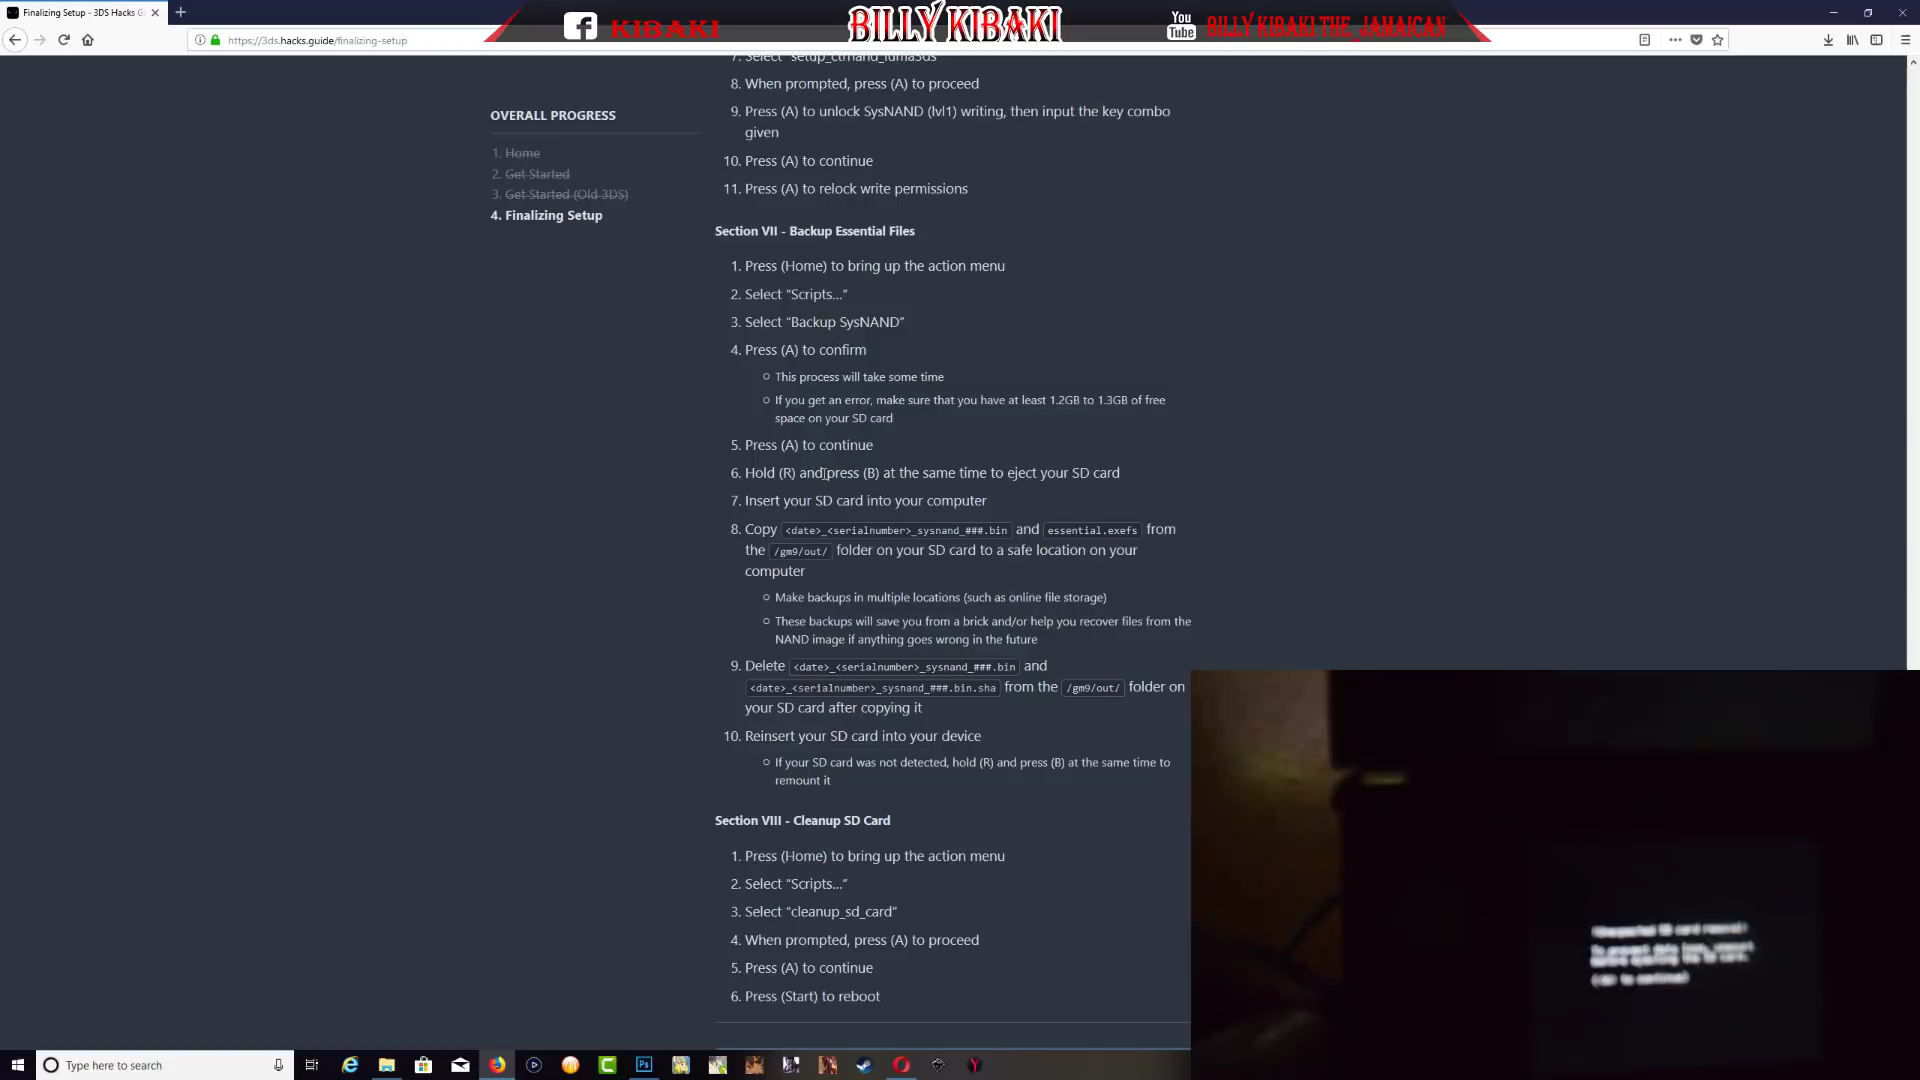 Finalizing Setup - 3DS Hacks G
KIBAKI
BILLY KIBAKI
You
Tube
BILLY KIBAKI THE_JAMAICAN
https://3ds.hacks.guide/finalizing-setup
OVERALL PROGRESS
1. Home
2. Get Started
3. Get Started (Old 3DS)
4. Finalizing Setup
7. Select "setup_ctrnand_luma3ds"
8. When prompted, press (A) to proceed
9. Press (A) to unlock SysNAND (lvl1) writing, then input the key combo
given
10. Press (A) to continue
11. Press (A) to relock write permissions
Section VII - Backup Essential Files
1. Press (Home) to bring up the action menu
2. Select “Scripts…”
3. Select “Backup SysNAND”
4. Press (A) to confirm
This process will take some time
If you get an error, make sure that you have at least 1.2GB to 1.3GB of free
space on your SD card
5. Press (A) to continue
6. Hold (R) and press (B) at the same time to eject your SD card
7. Insert your SD card into your computer
8. Copy <date>_<serialnumber>_sysnand_###.bin and essential.exefs from
the /gm9/out/ folder on your SD card to a safe location on your
computer
Make backups in multiple locations (such as online file storage)
These backups will save you from a brick and/or help you recover files from the
NAND image if anything goes wrong in the future
9. Delete <date>_<serialnumber>_sysnand_###.bin and
<date>_<serialnumber>_sysnand_###.bin.sha from the /gm9/out/ folder on
your SD card after copying it
10. Reinsert your SD card into your device
If your SD card was not detected, hold (R) and press (B) at the same time to
remount it
Section VIII - Cleanup SD Card
1. Press (Home) to bring up the action menu
2. Select “Scripts…”
3. Select “cleanup_sd_card”
4. When prompted, press (A) to proceed
5. Press (A) to continue
6. Press (Start) to reboot
SD card
to continue)
Type here to search
Ps